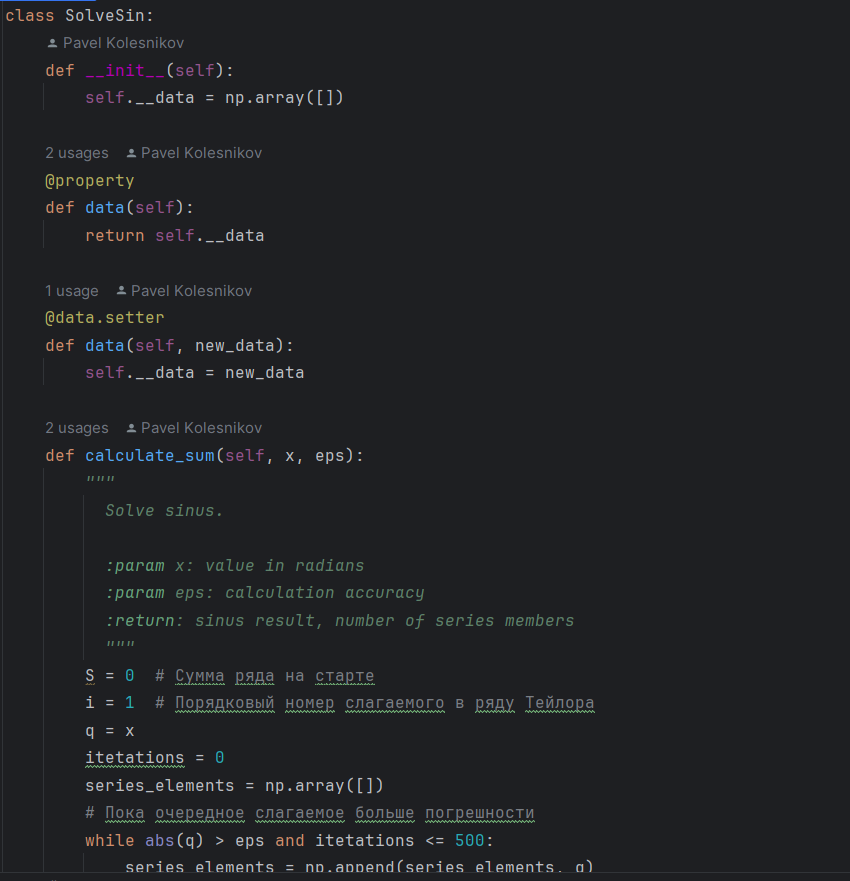 class SolveSin:
Pavel Kolesnikov
def __init__(self):
self.__data = np.array([])
2 usages Pavel Kolesnikov
@property
def data(self):
return self.__data
1 usage Pavel Kolesnikov
@data.setter
def data(self, new_data):
self.__data = new_data
2 usages Pavel Kolesnikov
def calculate_sum(self, x, eps):
"""
Solve sinus.
:param x: value in radians
:param eps: calculation accuracy
:return: sinus result, number of series members
"""
S = 0 # Сумма ряда на старте
i = 1 # Порядковый номер слагаемого в ряду Тейлора
q = x
itetations = 0
series_elements = np.array([])
# Пока очередное слагаемое больше погрешности
while abs(q) > eps and itetations <= 500:
series_elements = np.append(series_elements, q)